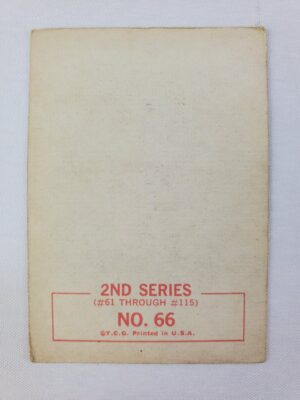 2ND SERIES
(#61 THROUGH #115)
NO. 66
©T.C.G. Printed in U.S.A.